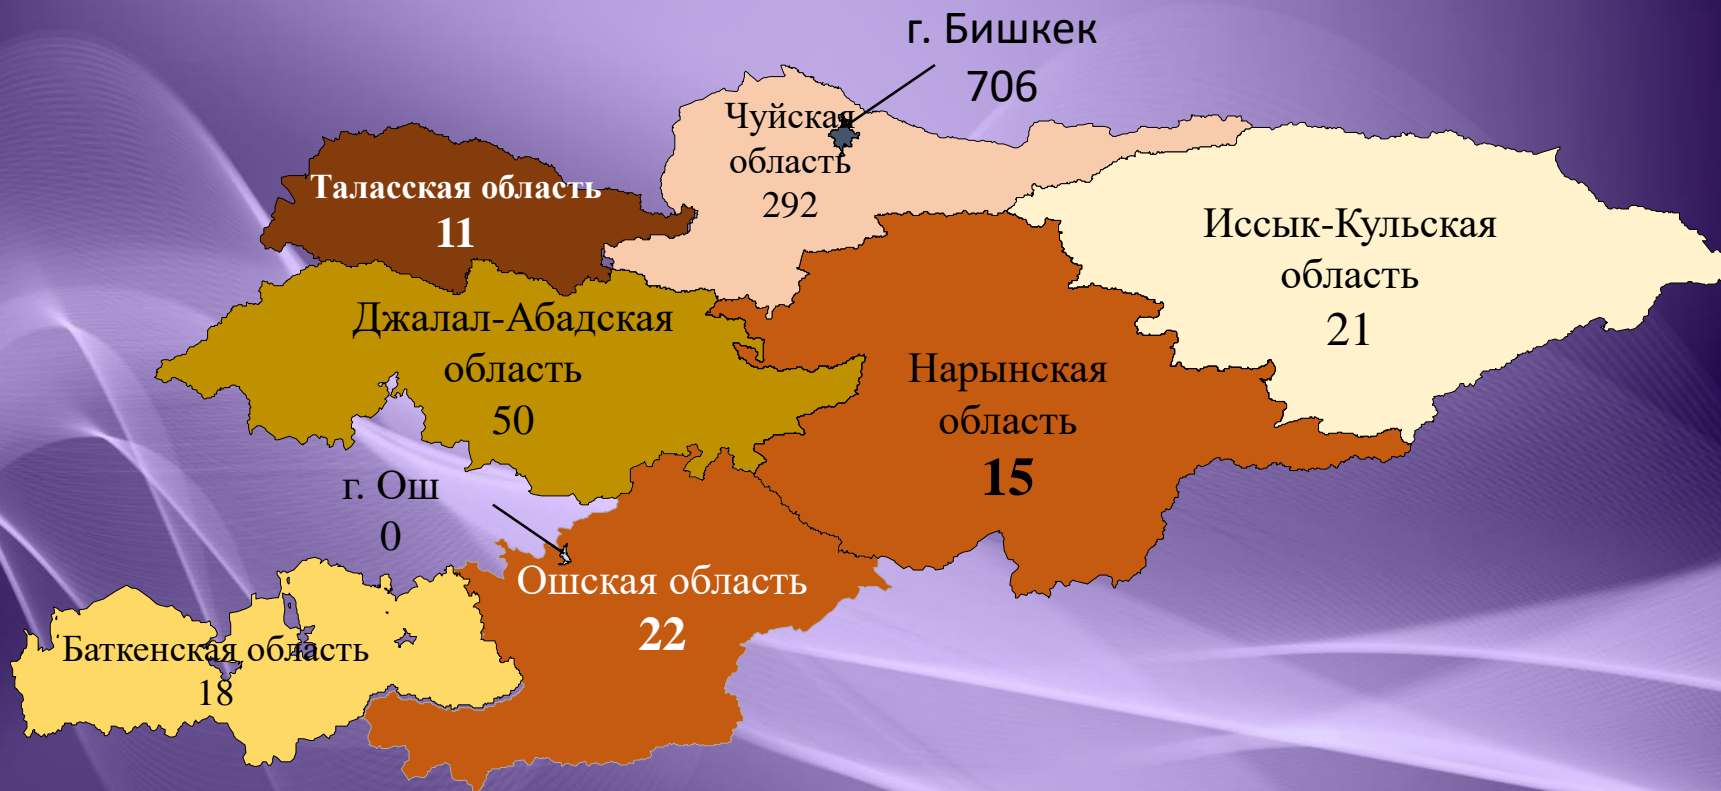 г. Бишкек
706
Чуйская
область
292
Таласская область
11
Иссык-Кульская
область
21
Джалал-Абадская
область
50
Нарынская
область
15
г. Ош
0
Ошская область
22
Баткенская область
18